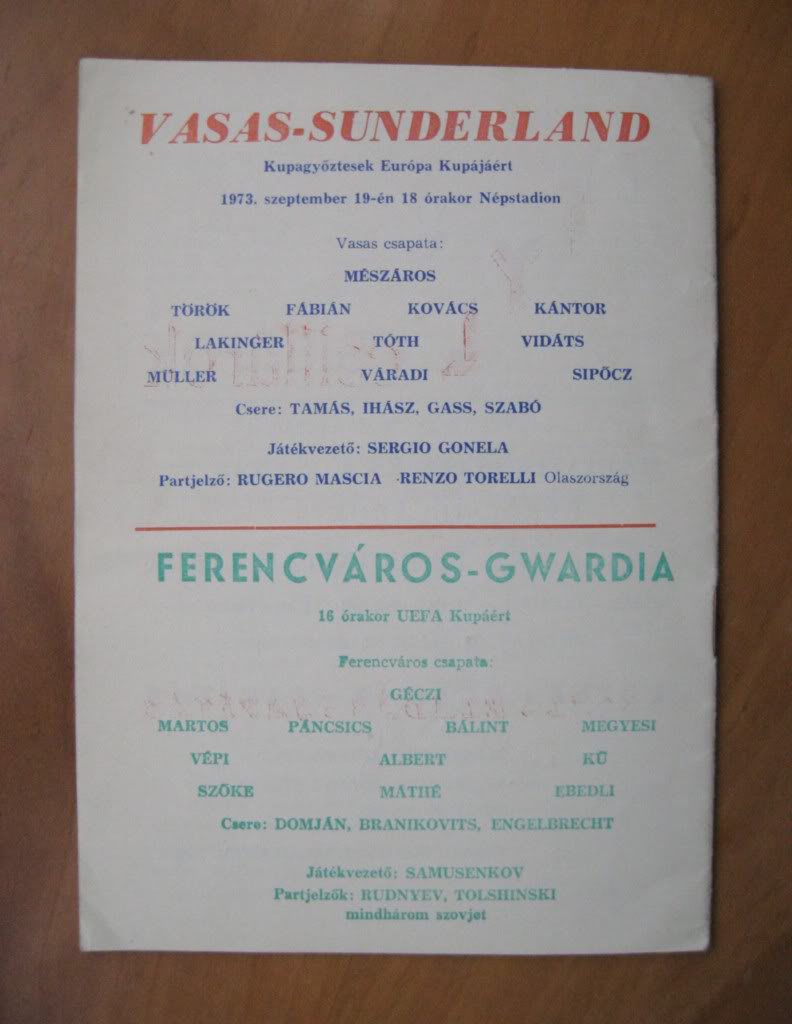 VASAS-SUNDERLAND
Kupagyőztesek Európa Kupájáért
1973. szeptember 19-én 18 órakor Népstadion
Vasas csapata:
MÉSZÁROS
TÖRÖK FÁBIÁN KOVÁCS KÁNTOR
LAKINGER TÓTH VIDÁTS
MÜLLER VÁRADI SIPŐCZ
Csere: TAMÁS, IHÁSZ, GASS, SZABÓ
Játékvezető: SERGIO GONELA
Partjelző: RUGERO MASCIA RENZO TORELLI Olaszország
FERENCVÁROS-GWARDIA
16 órakor UEFA Kupáért
Ferencváros csapata:
GÉCZI
MARTOS PÁNCSICS BÁLINT MEGYESI
VÉPI ALBERT KŰ
SZŐKE MÁTHÉ EBEDLI
Csere: DOMJÁN, BRANIKOVITS, ENGELBRECHT
Játékvezető: SAMUSENKOV
Partjelzők: RUDNYEV, TOLSHINSKI
mindhárom szovjet